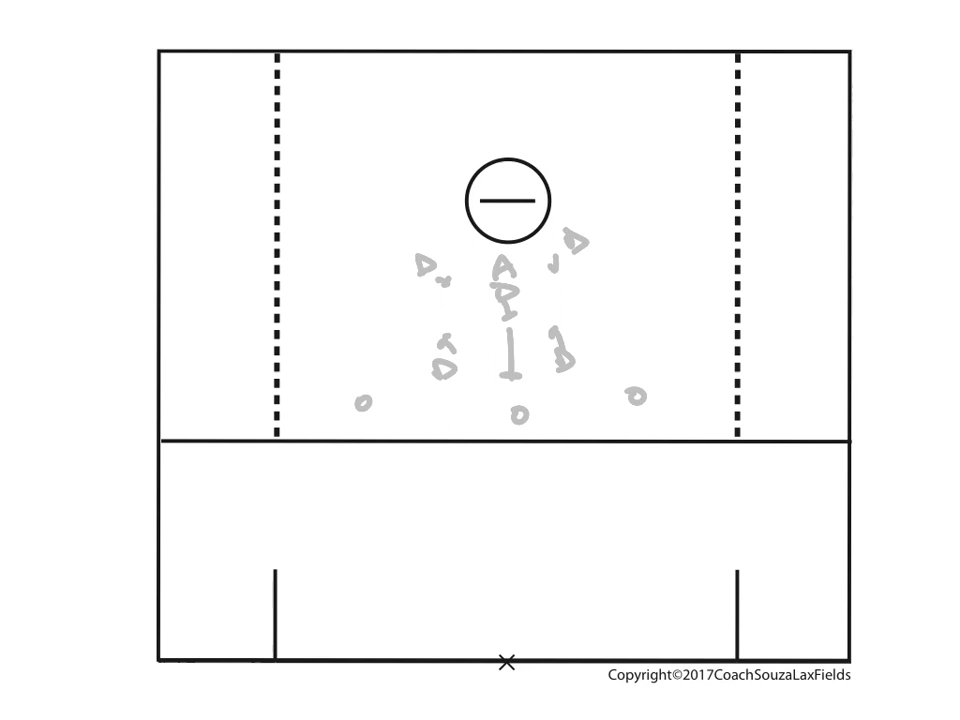 D
D A
D
D D
O O O
X
Copyright©2017CoachSouzaLaxFields